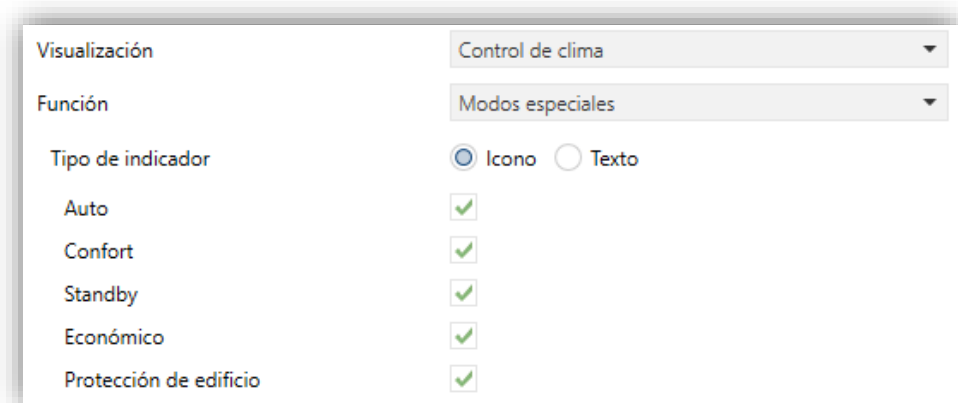 Visualización Control de clima
Función Modos especiales
Tipo de indicador Icono Texto
Auto
Confort
Standby
Económico
Protección de edificio